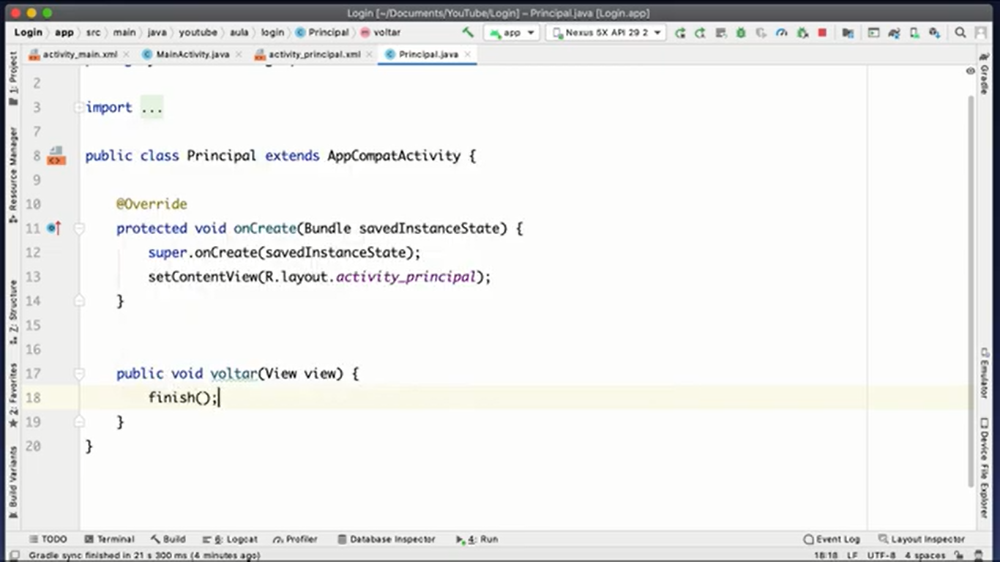 Login [~/Documents/YouTube/Login] – Principal.java [Login.app]
Login app src main java youtube aula login Principal voltar app Nexus 5X API 29 2
activity_main.xml MainActivity.java activity_principal.xml Principal.java
2
3 import ...
7
8 public class Principal extends AppCompatActivity {
9
10 @Override
11 protected void onCreate(Bundle savedInstanceState) {
12 super.onCreate(savedInstanceState);
13 setContentView(R.layout.activity_principal);
14 }
15
16
17 public void voltar(View view) {
18 finish();
19 }
20 }
1: Project
Resource Manager
7: Structure
2: Favorites
Build Variants
Gradle
Emulator
Device File Explorer
TODO Terminal Build 6: Logcat Profiler Database Inspector 4: Run Event Log Layout Inspector
Gradle sync finished in 21 s 300 ms (4 minutes ago) 18:18 LF UTF-8 4 spaces